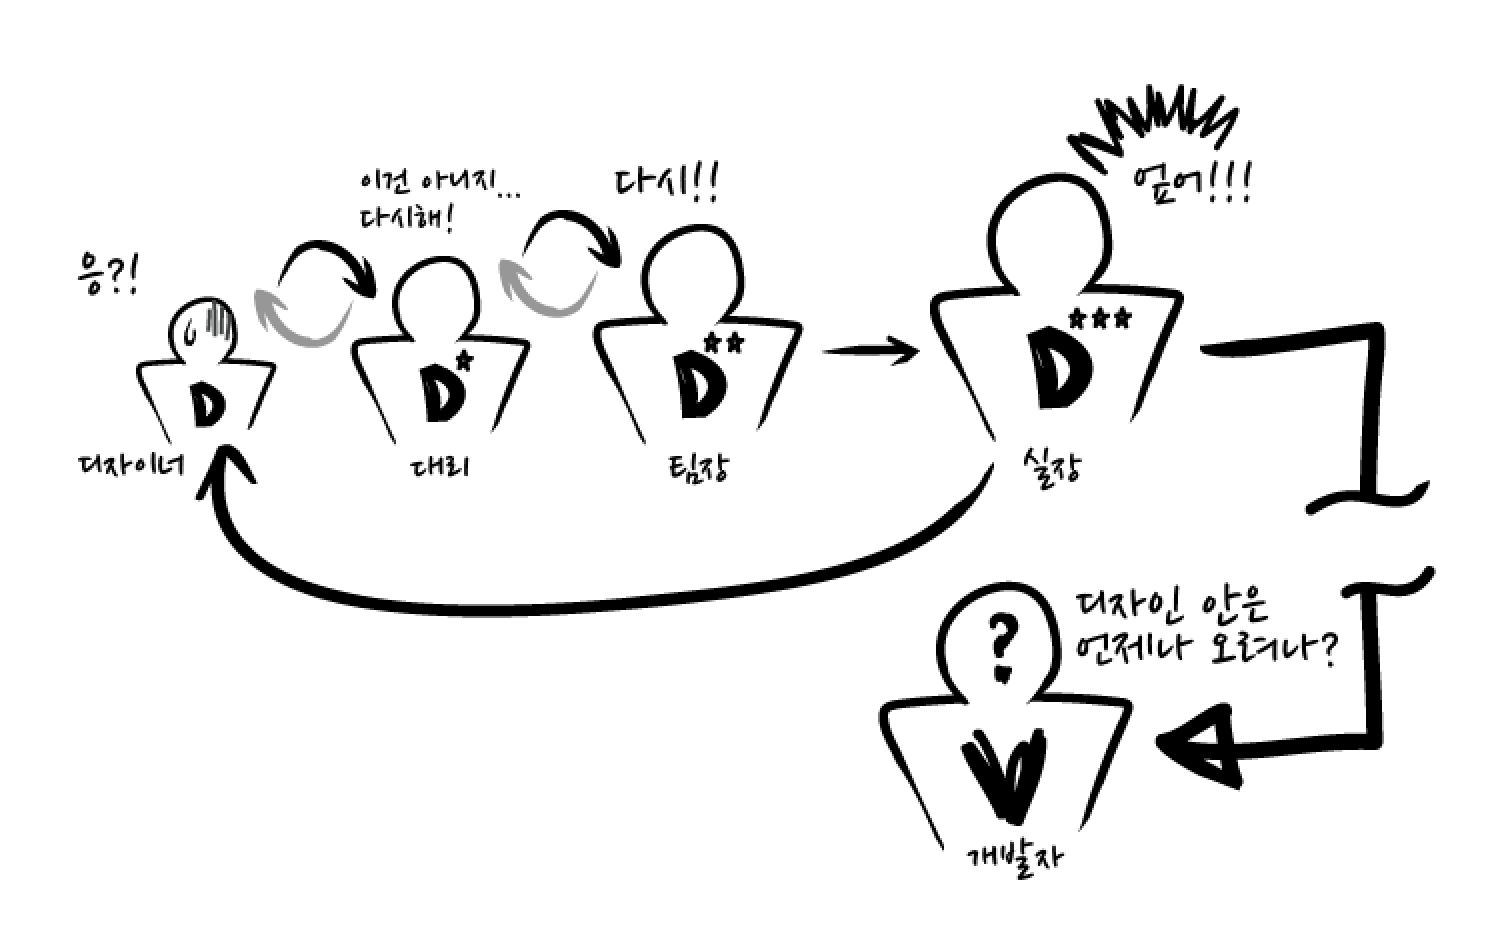 응?!
이건 아니지...
다시해!
다시!!
엎어!!!
D
D
D
D
디자이너
대리
팀장
실장
?
디자인 안은
언제나 오려나?
V
개발자